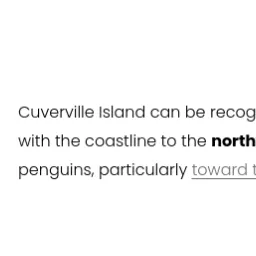 Cuverville Island can be recog
with the coastline to the north
penguins, particularly toward t